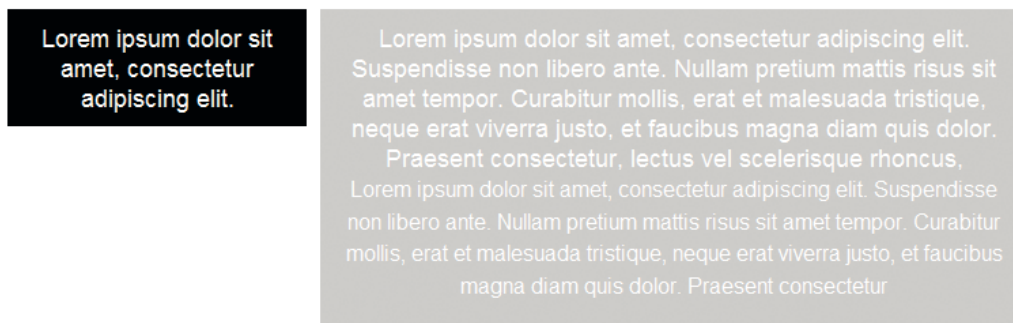 Lorem ipsum dolor sit
amet, consectetur
adipiscing elit.
Lorem ipsum dolor sit amet, consectetur adipiscing elit.
Suspendisse non libero ante. Nullam pretium mattis risus sit
amet tempor. Curabitur mollis, erat et malesuada tristique,
neque erat viverra justo, et faucibus magna diam quis dolor.
Praesent consectetur, lectus vel scelerisque rhoncus,
Lorem ipsum dolor sit amet, consectetur adipiscing elit. Suspendisse
non libero ante. Nullam pretium mattis risus sit amet tempor. Curabitur
mollis, erat et malesuada tristique, neque erat viverra justo, et faucibus
magna diam quis dolor. Praesent consectetur